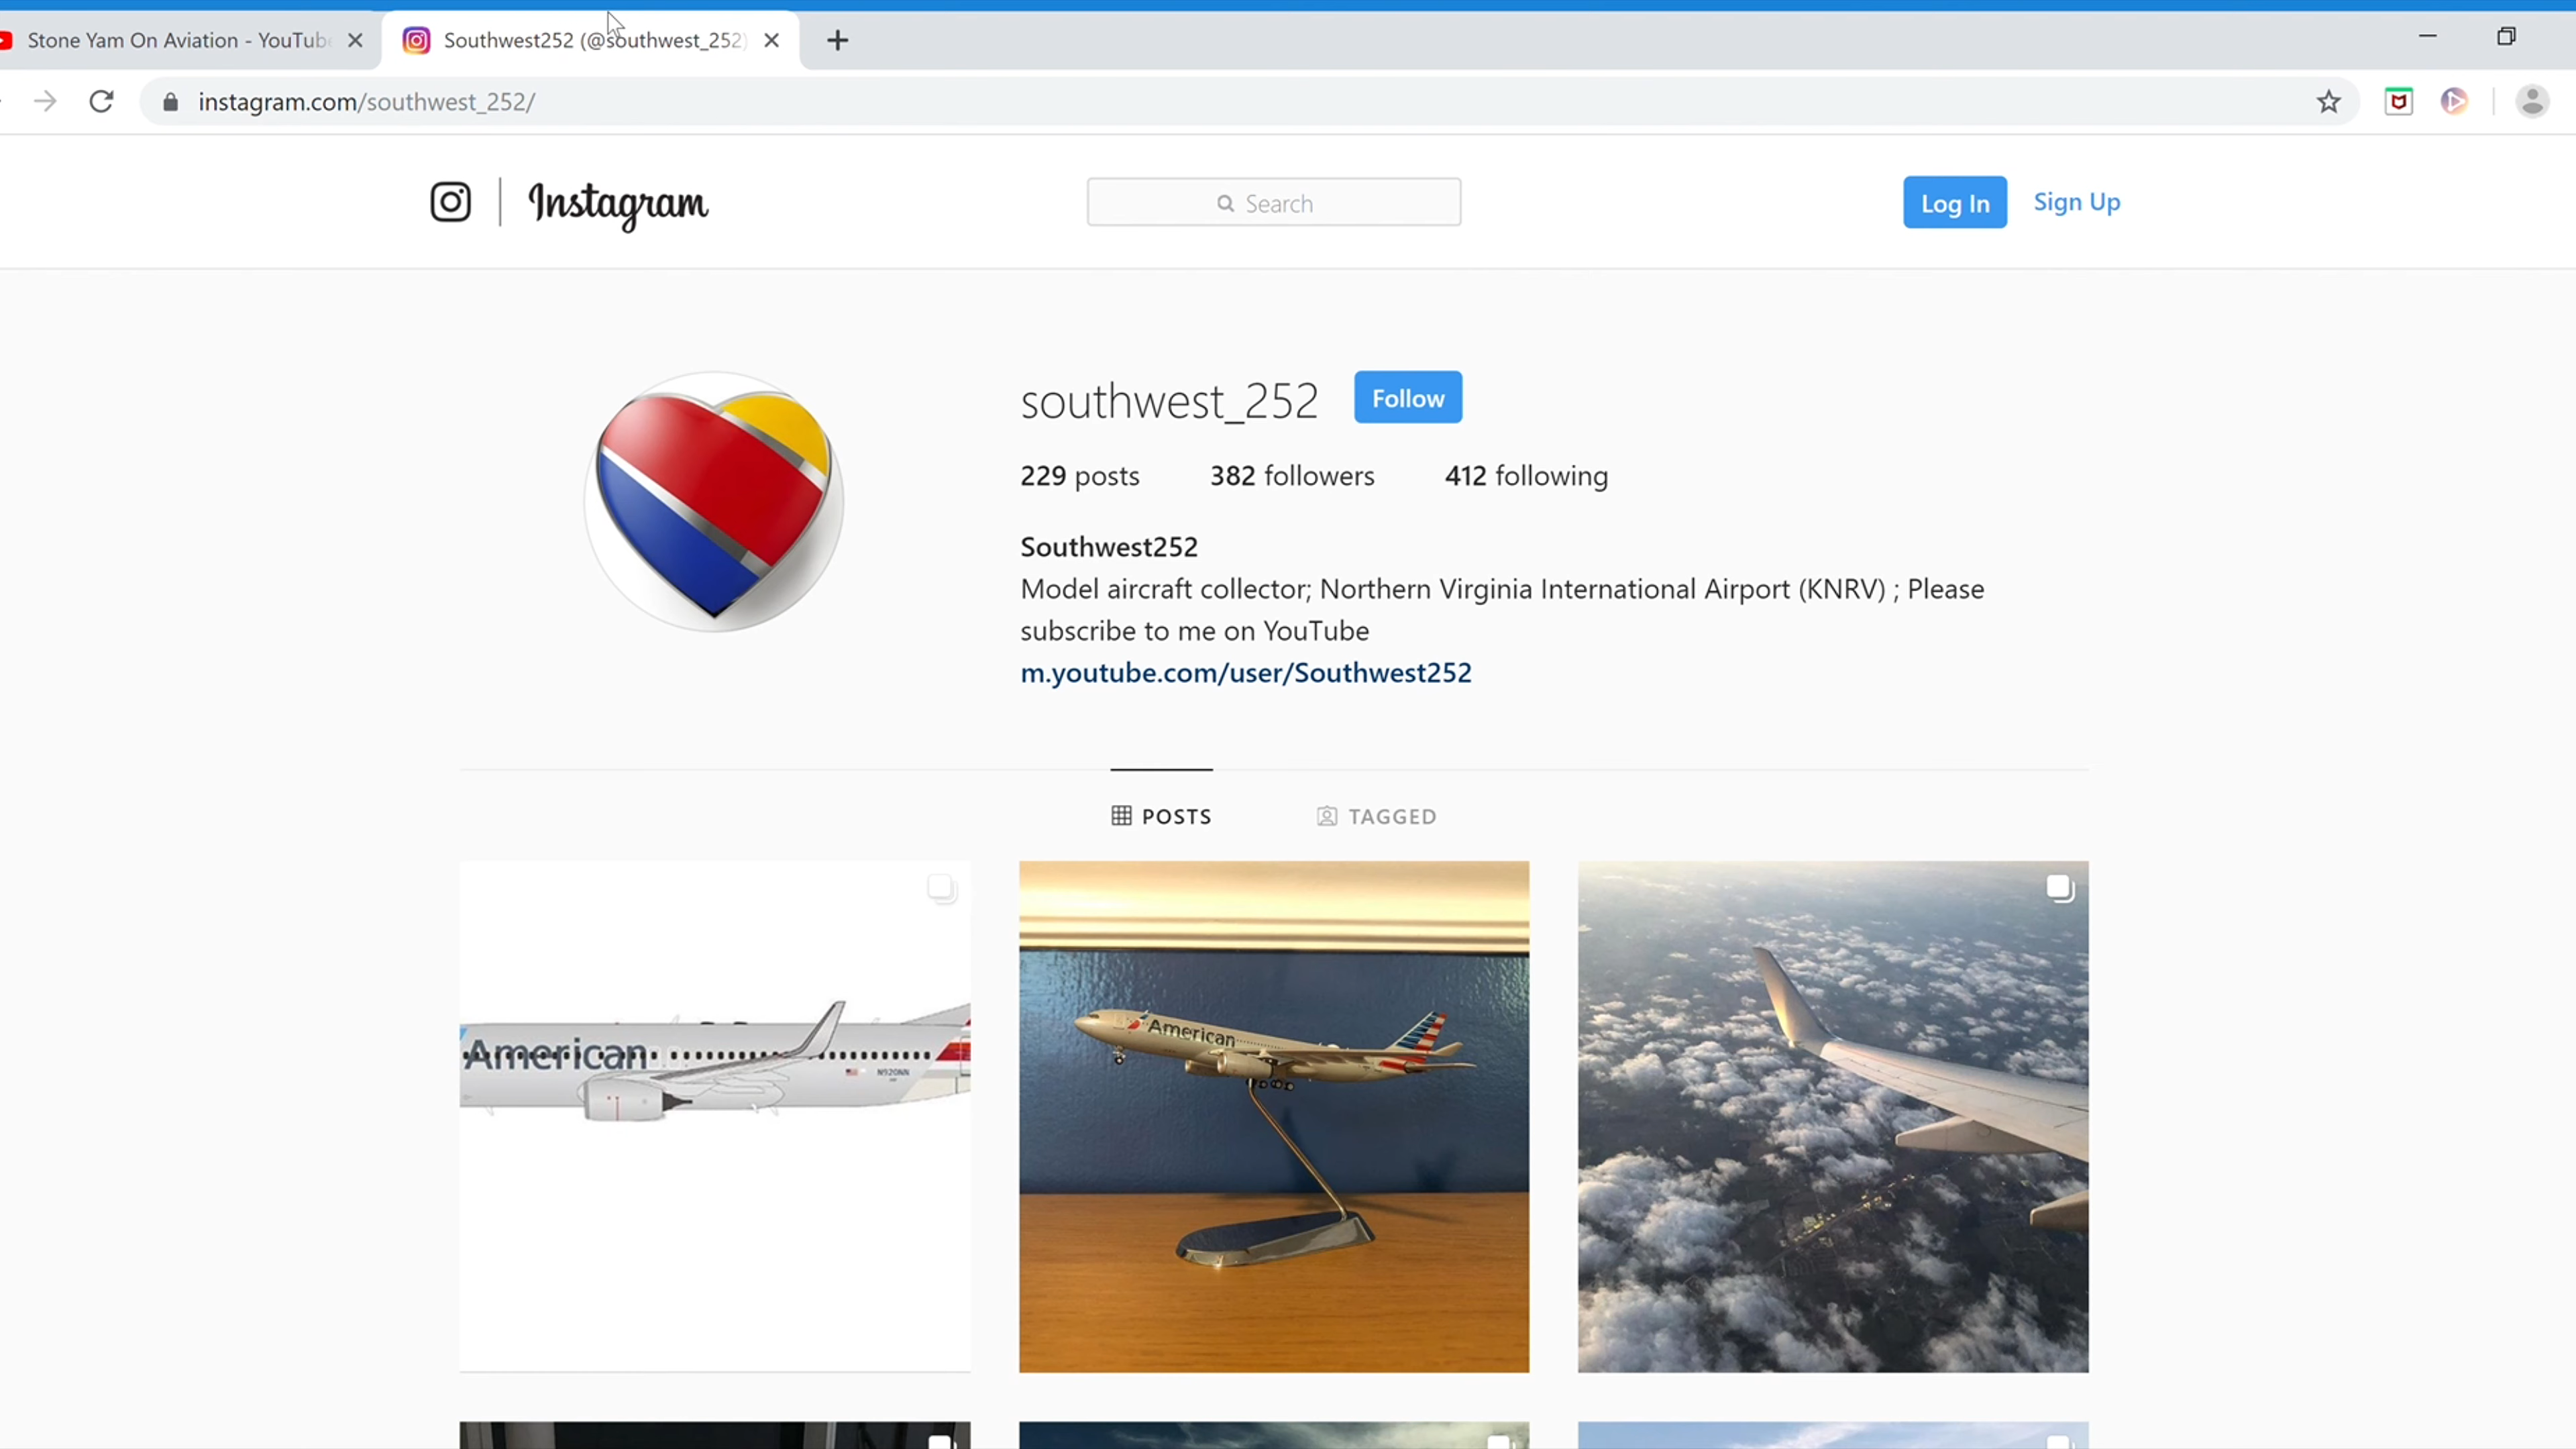 Stone Yam On Aviation - YouTube
Southwest252 (@southwest_252)
instagram.com/southwest_252/
Instagram
Search
Log In
Sign Up
southwest_252
Follow
229 posts
382 followers
412 following
Southwest252
Model aircraft collector; Northern Virginia International Airport (KNRV) ; Please
subscribe to me on YouTube
m.youtube.com/user/Southwest252
POSTS
TAGGED
American
N920NN
American